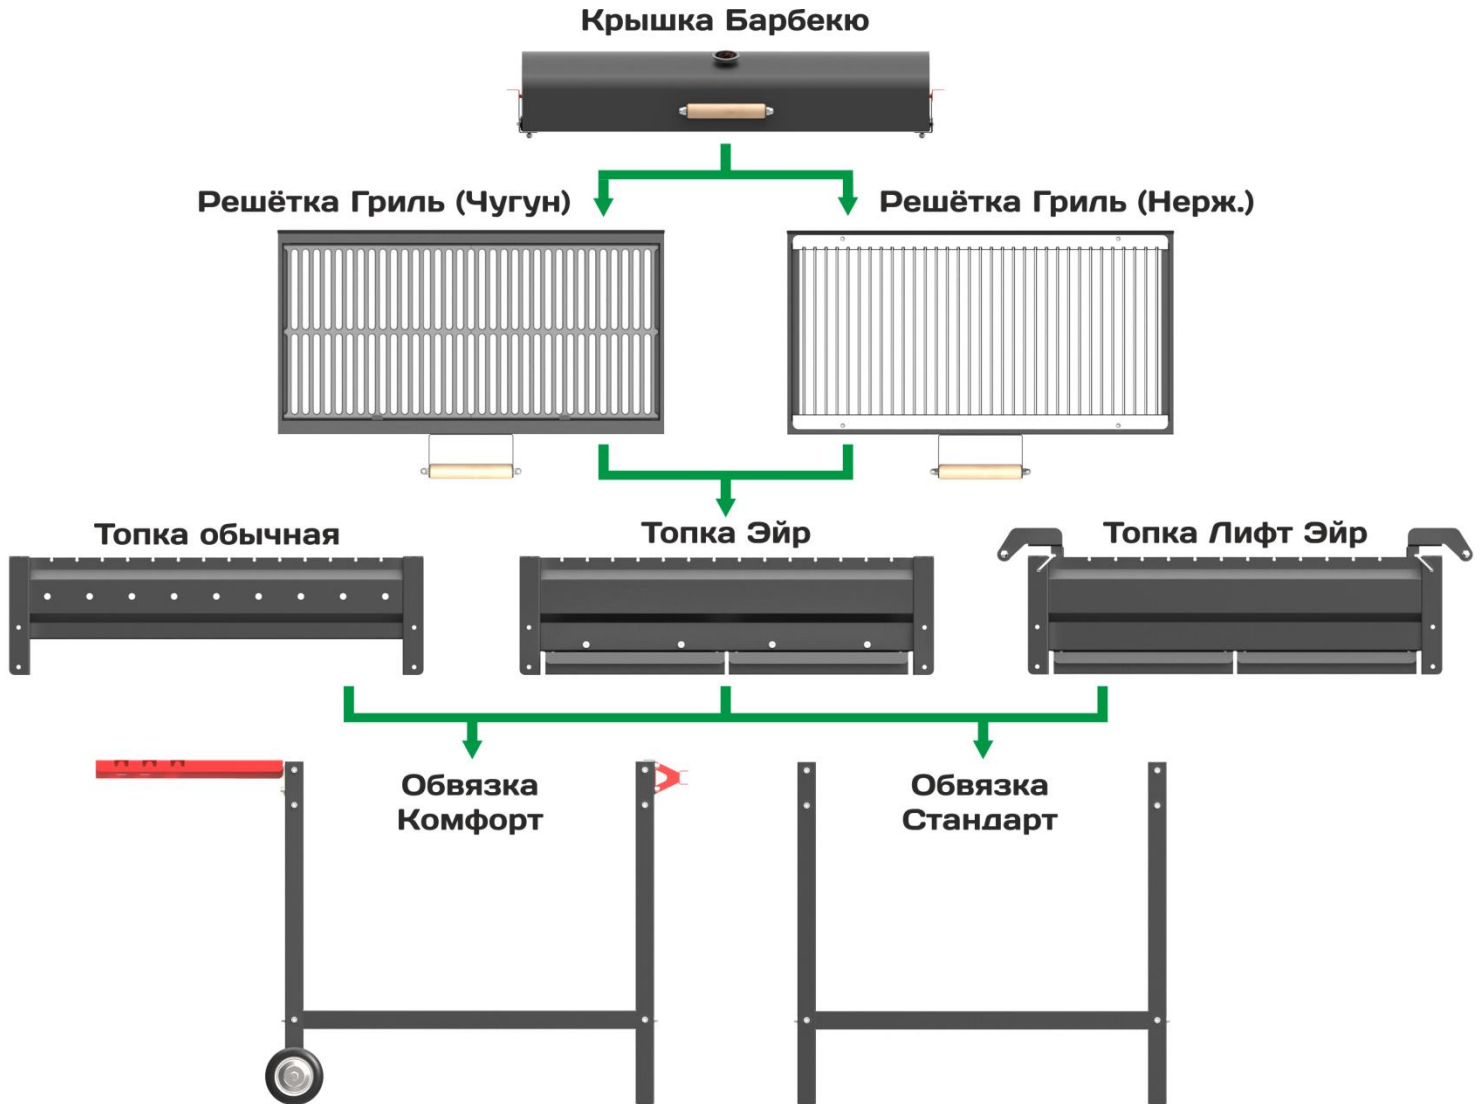 Крышка Барбекю
Решётка Гриль (Чугун)
Решётка Гриль (Нерж.)
Топка обычная
Топка Эйр
Топка Лифт Эйр
Обвязка
Комфорт
Обвязка
Стандарт